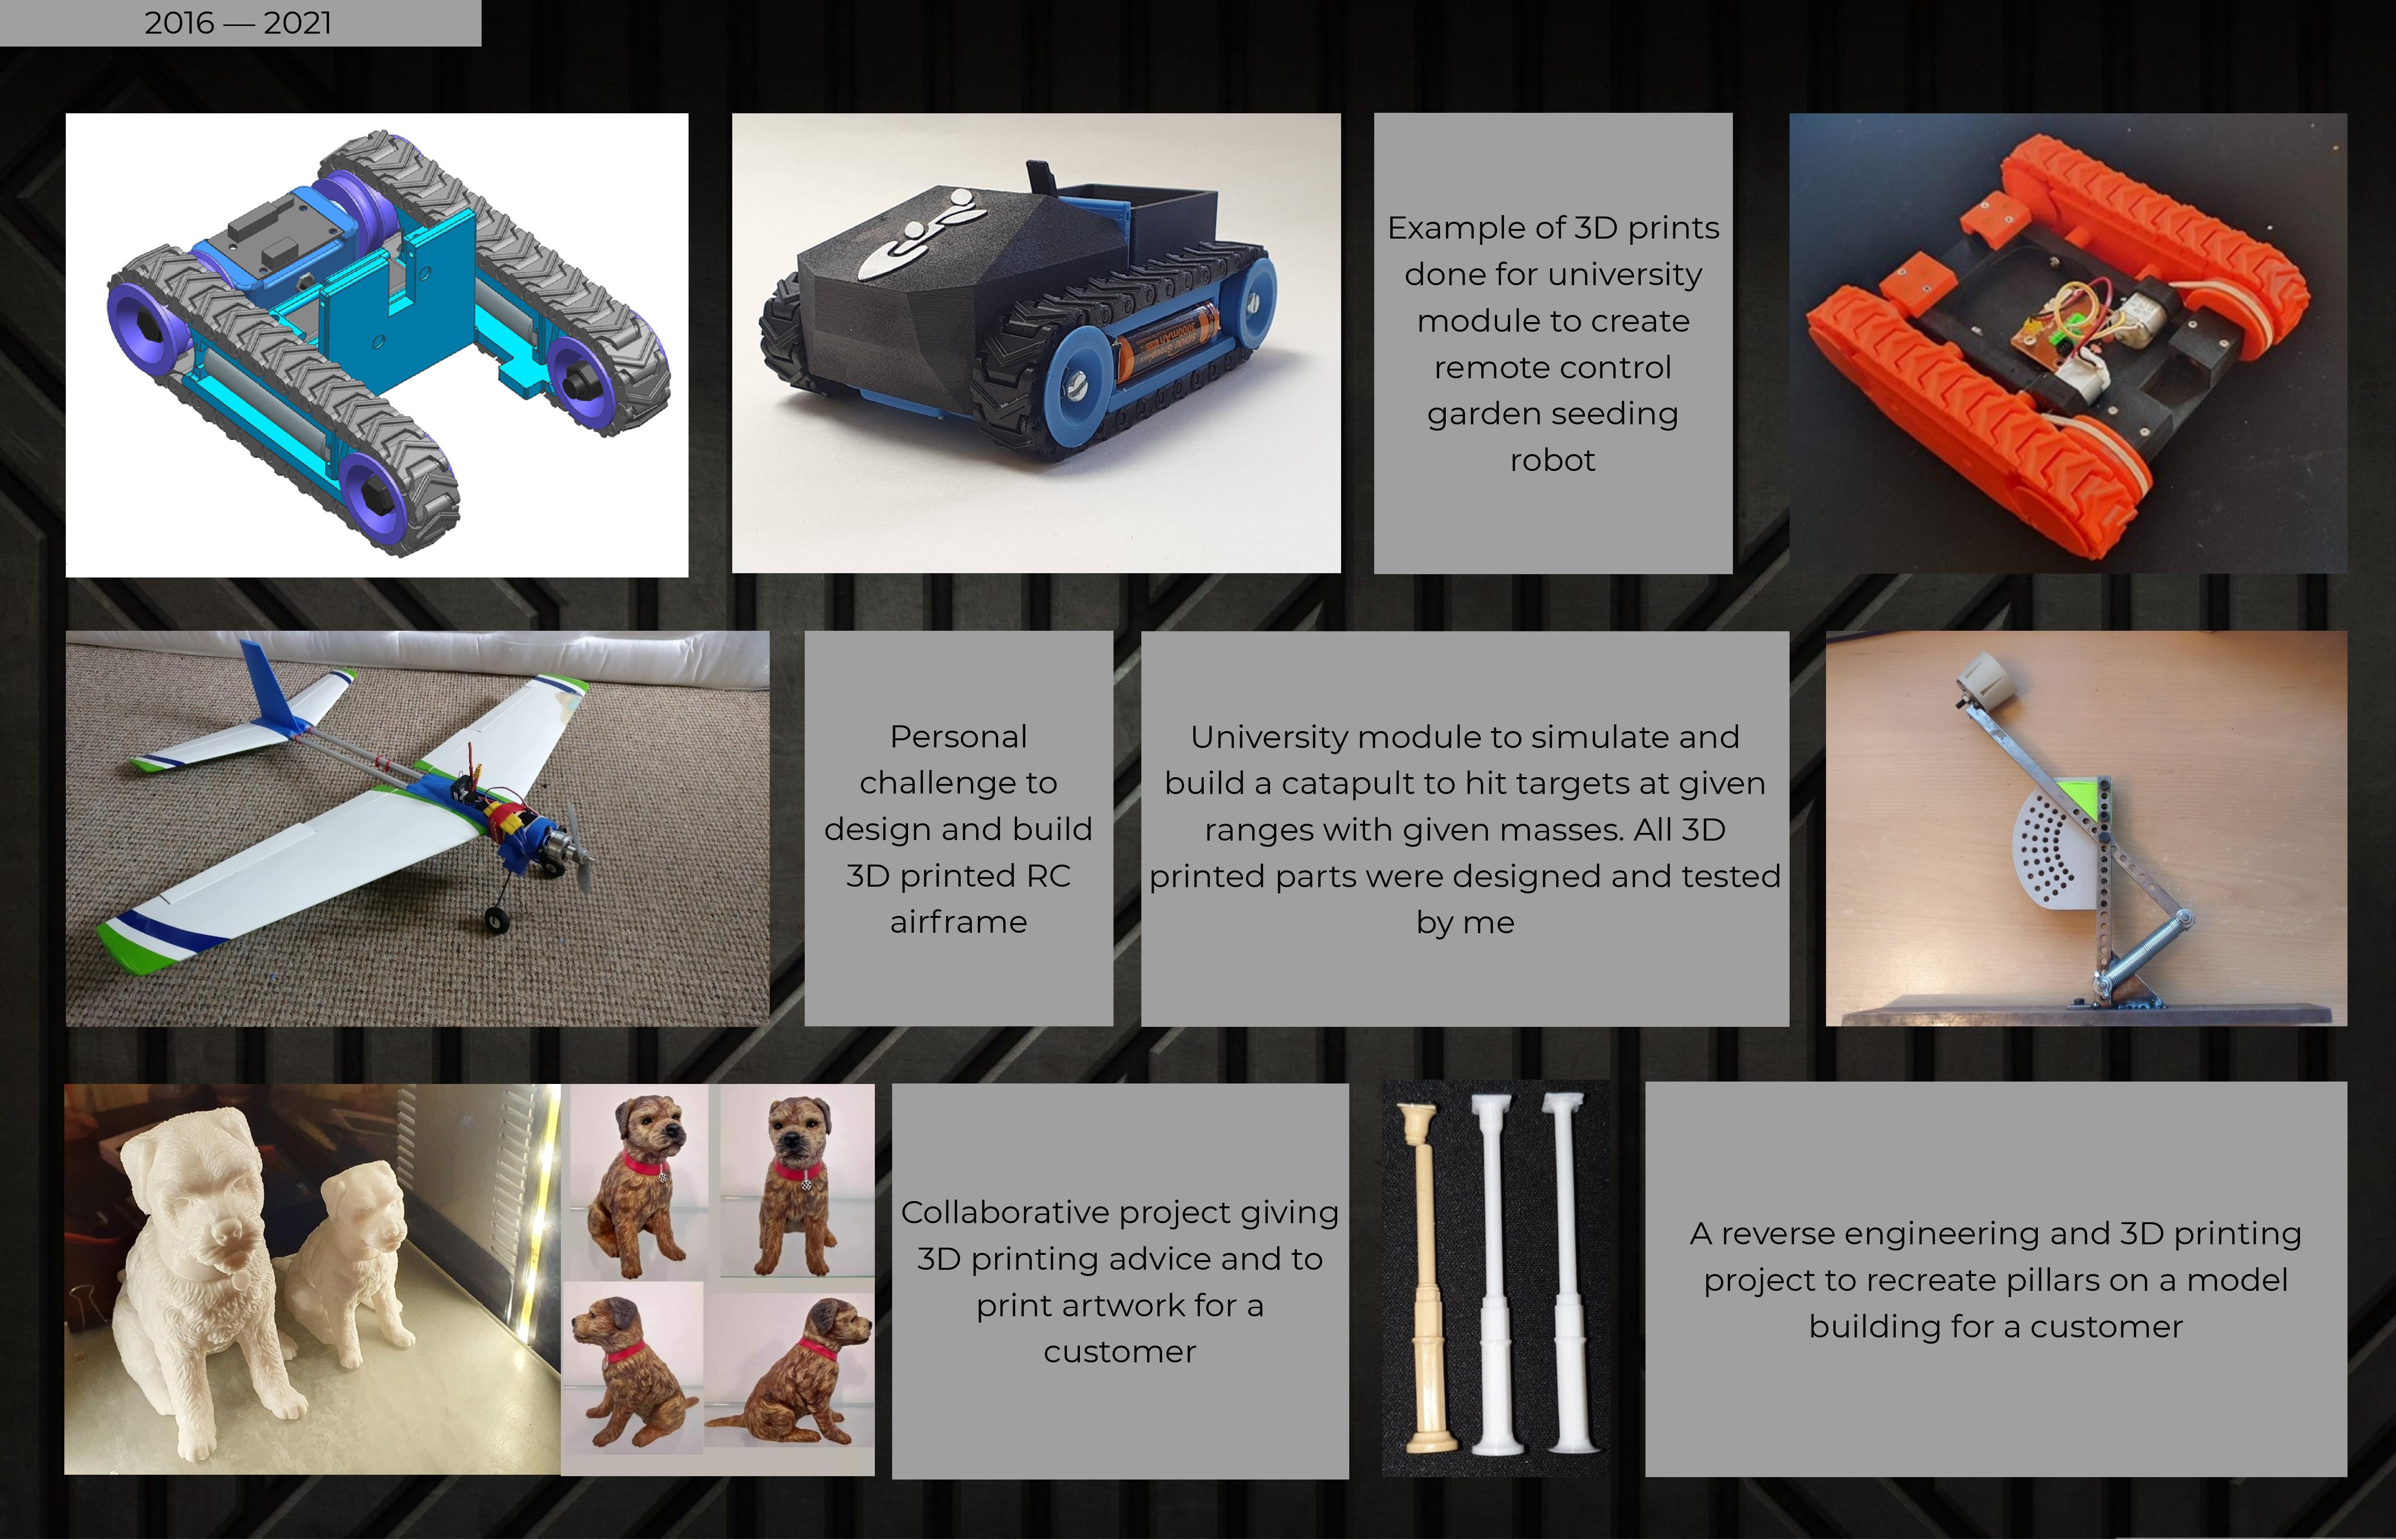 2016 — 2021
Example of 3D prints
done for university
module to create
remote control
garden seeding
robot
3000mAh
Personal
challenge to
design and build
3D printed RC
airframe
University module to simulate and
build a catapult to hit targets at given
ranges with given masses. All 3D
printed parts were designed and tested
by me
Collaborative project giving
3D printing advice and to
print artwork for a
customer
A reverse engineering and 3D printing
project to recreate pillars on a model
building for a customer